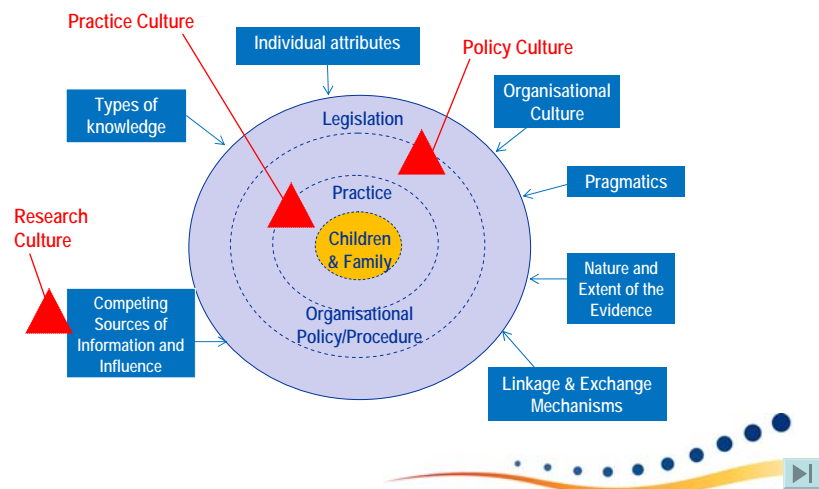 Practice Culture
Individual attributes
Policy Culture
Types of
knowledge
Organisational
Culture
Legislation
Pragmatics
Practice
Research
Culture
Children
& Family
Nature and
Extent of the
Evidence
Competing
Sources of
Information and
Influence
Organisational
Policy/Procedure
Linkage & Exchange
Mechanisms